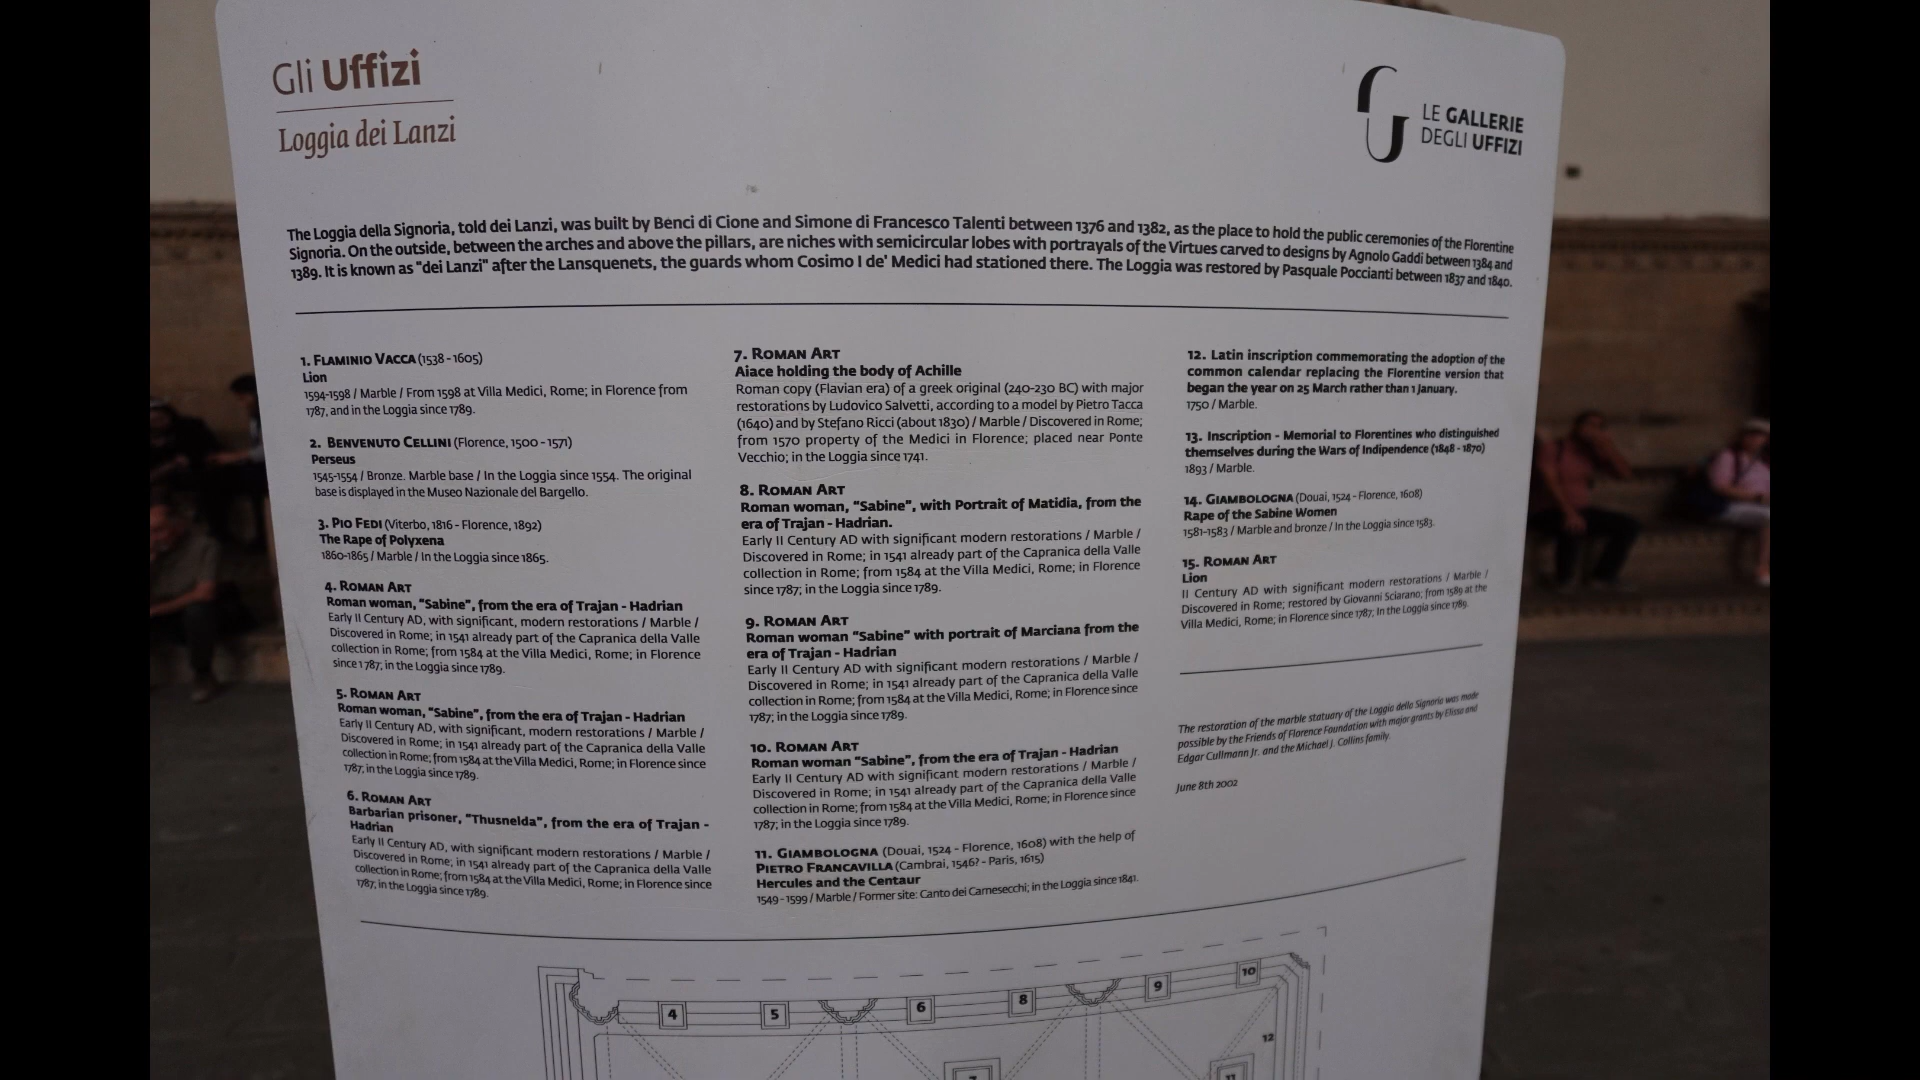 Gli Uffizi
Loggia dei Lanzi
LE GALLERIE
DEGLI UFFIZI
The Loggia della Signoria, told dei Lanzi, was built by Benci di Cione and Simone di Francesco Talenti between 1376 and 1382, as the place to hold the public ceremonies of the Florentine
Signoria. On the outside, between the arches and above the pillars, are niches with semicircular lobes with portrayals of the Virtues carved to designs by Agnolo Gaddi between 1384 and
1389. It is known as "dei Lanzi" after the Lansquenets, the guards whom Cosimo I de' Medici had stationed there. The Loggia was restored by Pasquale Poccianti between 1837 and 1840.
1. FLAMINIO VACCA (1538 - 1605)
Lion
1594-1598 / Marble / From 1598 at Villa Medici, Rome; in Florence from
1787, and in the Loggia since 1789.
2. BENVENUTO CELLINI (Florence, 1500 - 1571)
Perseus
1545-1554 / Bronze. Marble base / In the Loggia since 1554. The original
base is displayed in the Museo Nazionale del Bargello.
3. PIO FEDI (Viterbo, 1816 - Florence, 1892)
The Rape of Polyxena
1860-1865 / Marble / In the Loggia since 1865.
4. ROMAN ART
Roman woman, "Sabine", from the era of Trajan - Hadrian
Early II Century AD, with significant, modern restorations / Marble /
Discovered in Rome; in 1541 already part of the Capranica della Valle
collection in Rome; from 1584 at the Villa Medici, Rome; in Florence
since 1787; in the Loggia since 1789.
5. ROMAN ART
Roman woman, "Sabine", from the era of Trajan - Hadrian
Early II Century AD, with significant, modern restorations / Marble /
Discovered in Rome; in 1541 already part of the Capranica della Valle
collection in Rome; from 1584 at the Villa Medici, Rome; in Florence since
1787; in the Loggia since 1789.
6. ROMAN ART
Barbarian prisoner, "Thusnelda", from the era of Trajan -
Hadrian
Early II Century AD, with significant modern restorations / Marble /
Discovered in Rome; in 1541 already part of the Capranica della Valle
collection in Rome; from 1584 at the Villa Medici, Rome; in Florence since
1787; in the Loggia since 1789.
7. ROMAN ART
Aiace holding the body of Achille
Roman copy (Flavian era) of a greek original (240-230 BC) with major
restorations by Ludovico Salvetti, according to a model by Pietro Tacca
(1640) and by Stefano Ricci (about 1830) / Marble / Discovered in Rome;
from 1570 property of the Medici in Florence; placed near Ponte
Vecchio; in the Loggia since 1741.
8. ROMAN ART
Roman woman, "Sabine", with Portrait of Matidia, from the
era of Trajan - Hadrian.
Early II Century AD with significant modern restorations / Marble /
Discovered in Rome; in 1541 already part of the Capranica della Valle
collection in Rome; from 1584 at the Villa Medici, Rome; in Florence
since 1787; in the Loggia since 1789.
9. ROMAN ART
Roman woman "Sabine" with portrait of Marciana from the
era of Trajan - Hadrian
Early II Century AD with significant modern restorations / Marble /
Discovered in Rome; in 1541 already part of the Capranica della Valle
collection in Rome; from 1584 at the Villa Medici, Rome; in Florence since
1787; in the Loggia since 1789.
10. ROMAN ART
Roman woman "Sabine", from the era of Trajan - Hadrian
Early II Century AD with significant modern restorations / Marble /
Discovered in Rome; in 1541 already part of the Capranica della Valle
collection in Rome; from 1584 at the Villa Medici, Rome; in Florence since
1787; in the Loggia since 1789.
11. GIAMBOLOGNA (Douai, 1524 - Florence, 1608) with the help of
PIETRO FRANCAVILLA (Cambrai, 1546? - Paris, 1615)
Hercules and the Centaur
1549 - 1599 / Marble / Former site: Canto dei Carnesecchi; in the Loggia since 1841.
12. Latin inscription commemorating the adoption of the
common calendar replacing the Florentine version that
began the year on 25 March rather than 1 January.
1750 / Marble.
13. Inscription - Memorial to Florentines who distinguished
themselves during the Wars of Indipendence (1848 - 1870)
1893 / Marble.
14. GIAMBOLOGNA (Douai, 1524 - Florence, 1608)
Rape of the Sabine Women
1581-1583 / Marble and bronze / In the Loggia since 1583.
15. ROMAN ART
Lion
II Century AD with significant modern restorations / Marble /
Discovered in Rome; restored by Giovanni Sciarano; from 1589 at the
Villa Medici, Rome; in Florence since 1787; In the Loggia since 1789.
The restoration of the marble statuary of the Loggia della Signoria was made
possible by the Friends of Florence Foundation with major grants by Elissa and
Edgar Cullmann Jr. and the Michael J. Collins family.
June 8th 2002
4 5 6 8 9 10
12
7 11